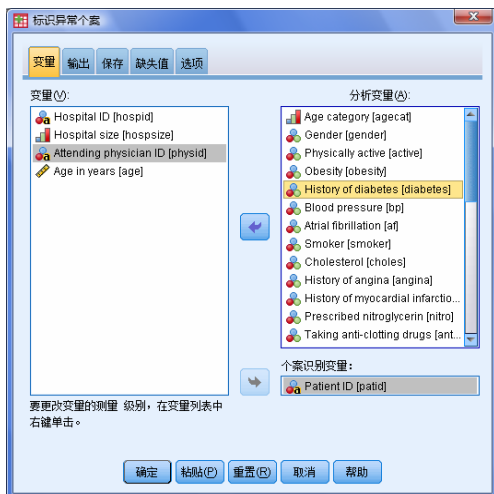 标识异常个案
变量 输出 保存 缺失值 选项
变量(V):
Hospital ID [hospid]
Hospital size [hospsize]
Attending physician ID [physid]
Age in years [age]
要更改变量的测量 级别，在变量列表中
右键单击。
分析变量(A):
Age category [agecat]
Gender [gender]
Physically active [active]
Obesity [obesity]
History of diabetes [diabetes]
Blood pressure [bp]
Atrial fibrillation [af]
Smoker [smoker]
Cholesterol [choles]
History of angina [angina]
History of myocardial infarctio...
Prescribed nitroglycerin [nitro]
Taking anti-clotting drugs [ant...
个案识别变量：
Patient ID [patid]
确定 粘贴(P) 重置(R) 取消 帮助